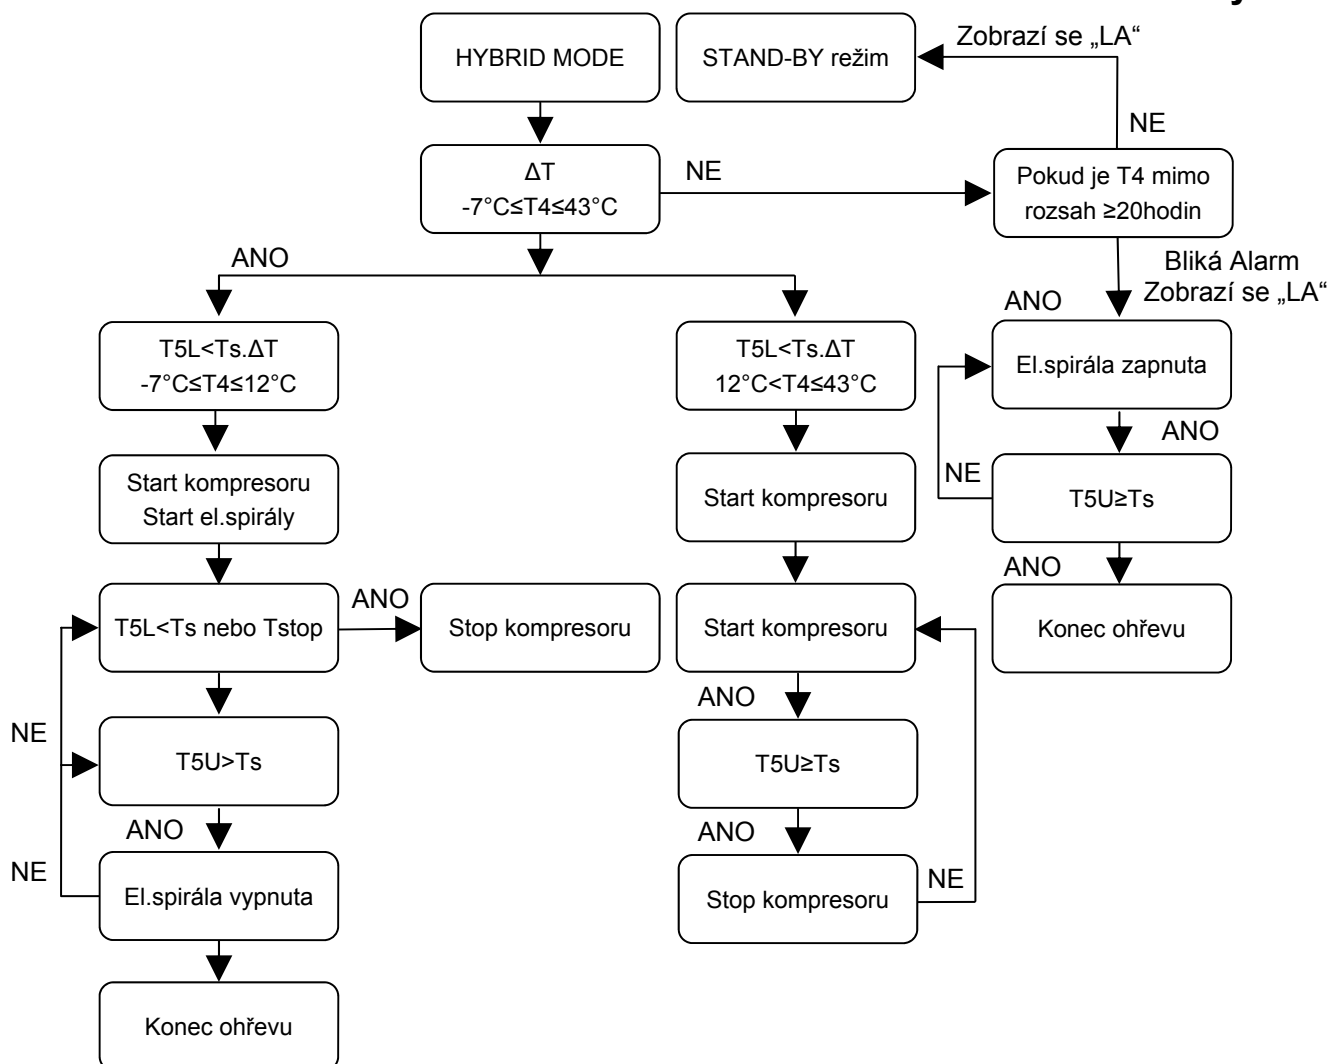 HYBRID MODE
STAND-BY režim
Zobrazí se „LA“
NE
ΔT
-7°C≤T4≤43°C
NE
Pokud je T4 mimo
rozsah ≥20hodin
ANO
Bliká Alarm
Zobrazí se „LA“
ANO
T5L<Ts.ΔT
-7°C≤T4≤12°C
T5L<Ts.ΔT
12°C<T4≤43°C
El.spirála zapnuta
ANO
Start kompresoru
Start el.spirály
Start kompresoru
NE
T5U≥Ts
ANO
T5L<Ts nebo Tstop
ANO
Stop kompresoru
Start kompresoru
Konec ohřevu
ANO
NE
T5U>Ts
T5U≥Ts
ANO
ANO
NE
El.spirála vypnuta
Stop kompresoru
NE
Konec ohřevu